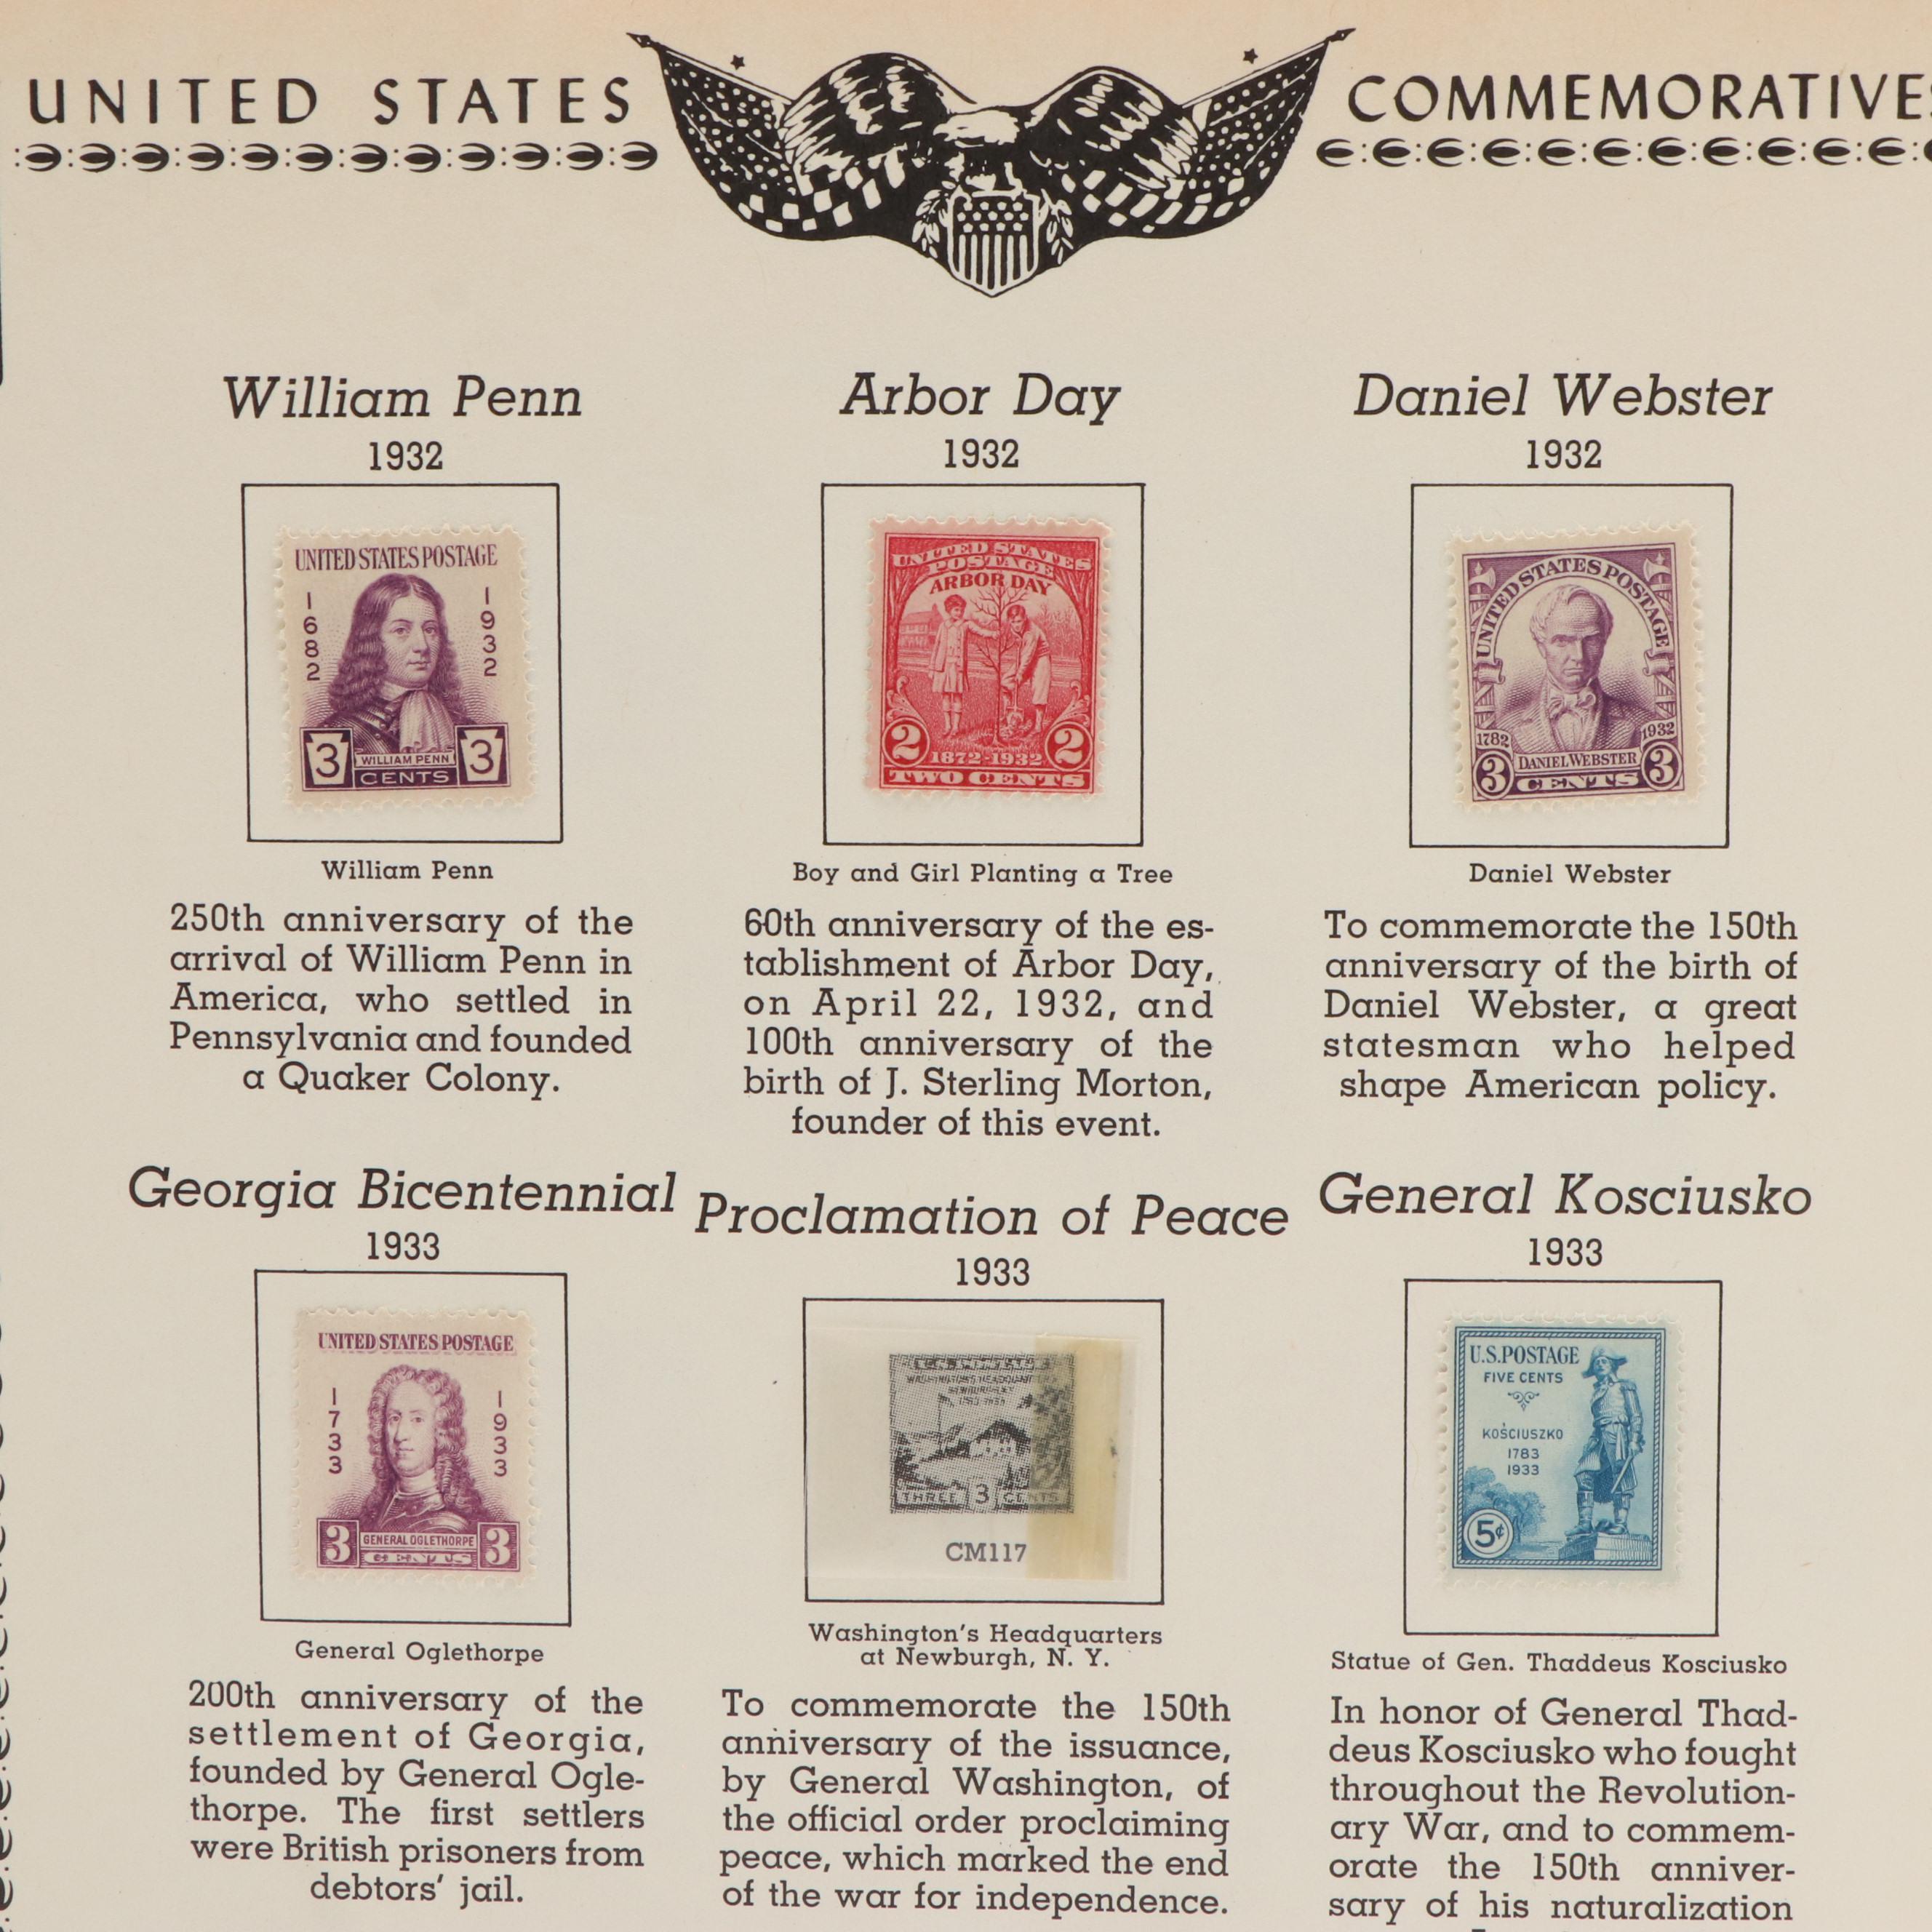 UNITED STATES
COMMEMORATIVES
William Penn
1932
UNITED STATES POSTAGE
1682
1932
3
WILLIAM PENN
3
CENTS
William Penn
250th anniversary of the
arrival of William Penn in
America, who settled in
Pennsylvania and founded
a Quaker Colony.
Arbor Day
1932
UNITED STATES
POSTAGE
ARBOR DAY
2
2
1872-1932
TWO CENTS
Boy and Girl Planting a Tree
60th anniversary of the es-
tablishment of Arbor Day,
on April 22, 1932, and
100th anniversary of the
birth of J. Sterling Morton,
founder of this event.
Daniel Webster
1932
UNITED STATES POSTAGE
1782
1932
DANIEL WEBSTER
3
3
CENTS
Daniel Webster
To commemorate the 150th
anniversary of the birth of
Daniel Webster, a great
statesman who helped
shape American policy.
Georgia Bicentennial
1933
UNITED STATES POSTAGE
1733
1933
3
GENERAL OGLETHORPE
3
CENTS
General Oglethorpe
200th anniversary of the
settlement of Georgia,
founded by General Ogle-
thorpe. The first settlers
were British prisoners from
debtors' jail.
Proclamation of Peace
1933
U.S. POSTAGE
WASHINGTON'S HEADQUARTERS
NEWBURGH, N.Y.
1783-1933
THREE 3 CENTS
CM117
Washington's Headquarters
at Newburgh, N. Y.
To commemorate the 150th
anniversary of the issuance,
by General Washington, of
the official order proclaiming
peace, which marked the end
of the war for independence.
General Kosciusko
1933
U.S. POSTAGE
FIVE CENTS
KOŚCIUSZKO
1783
1933
5¢
Statue of Gen. Thaddeus Kosciusko
In honor of General Thad-
deus Kosciusko who fought
throughout the Revolution-
ary War, and to commem-
orate the 150th anniver-
sary of his naturalization